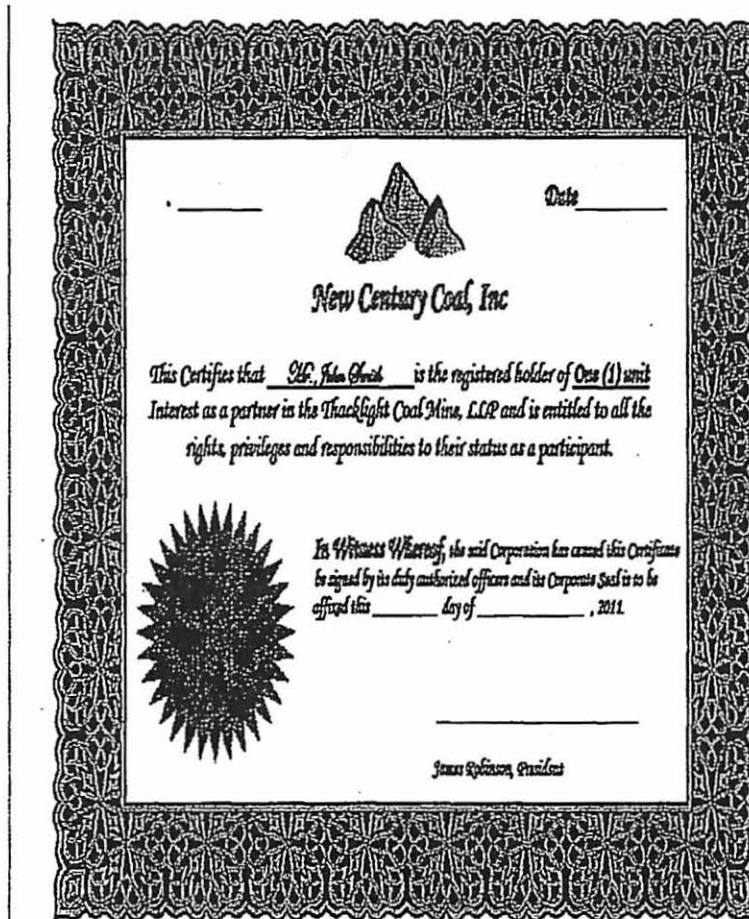 Date
New Century Coal, Inc
This Certifies that Mr., John Smith is the registered holder of One (1) unit
Interest as a partner in the Thacklight Coal Mine, LLP and is entitled to all the
rights, privileges and responsibilities to their status as a participant.
In Witness Whereof, the said Corporation has caused this Certificate
be signed by its duly authorized officers and its Corporate Seal is to be
affixed this day of , 2011
James Robinson, President